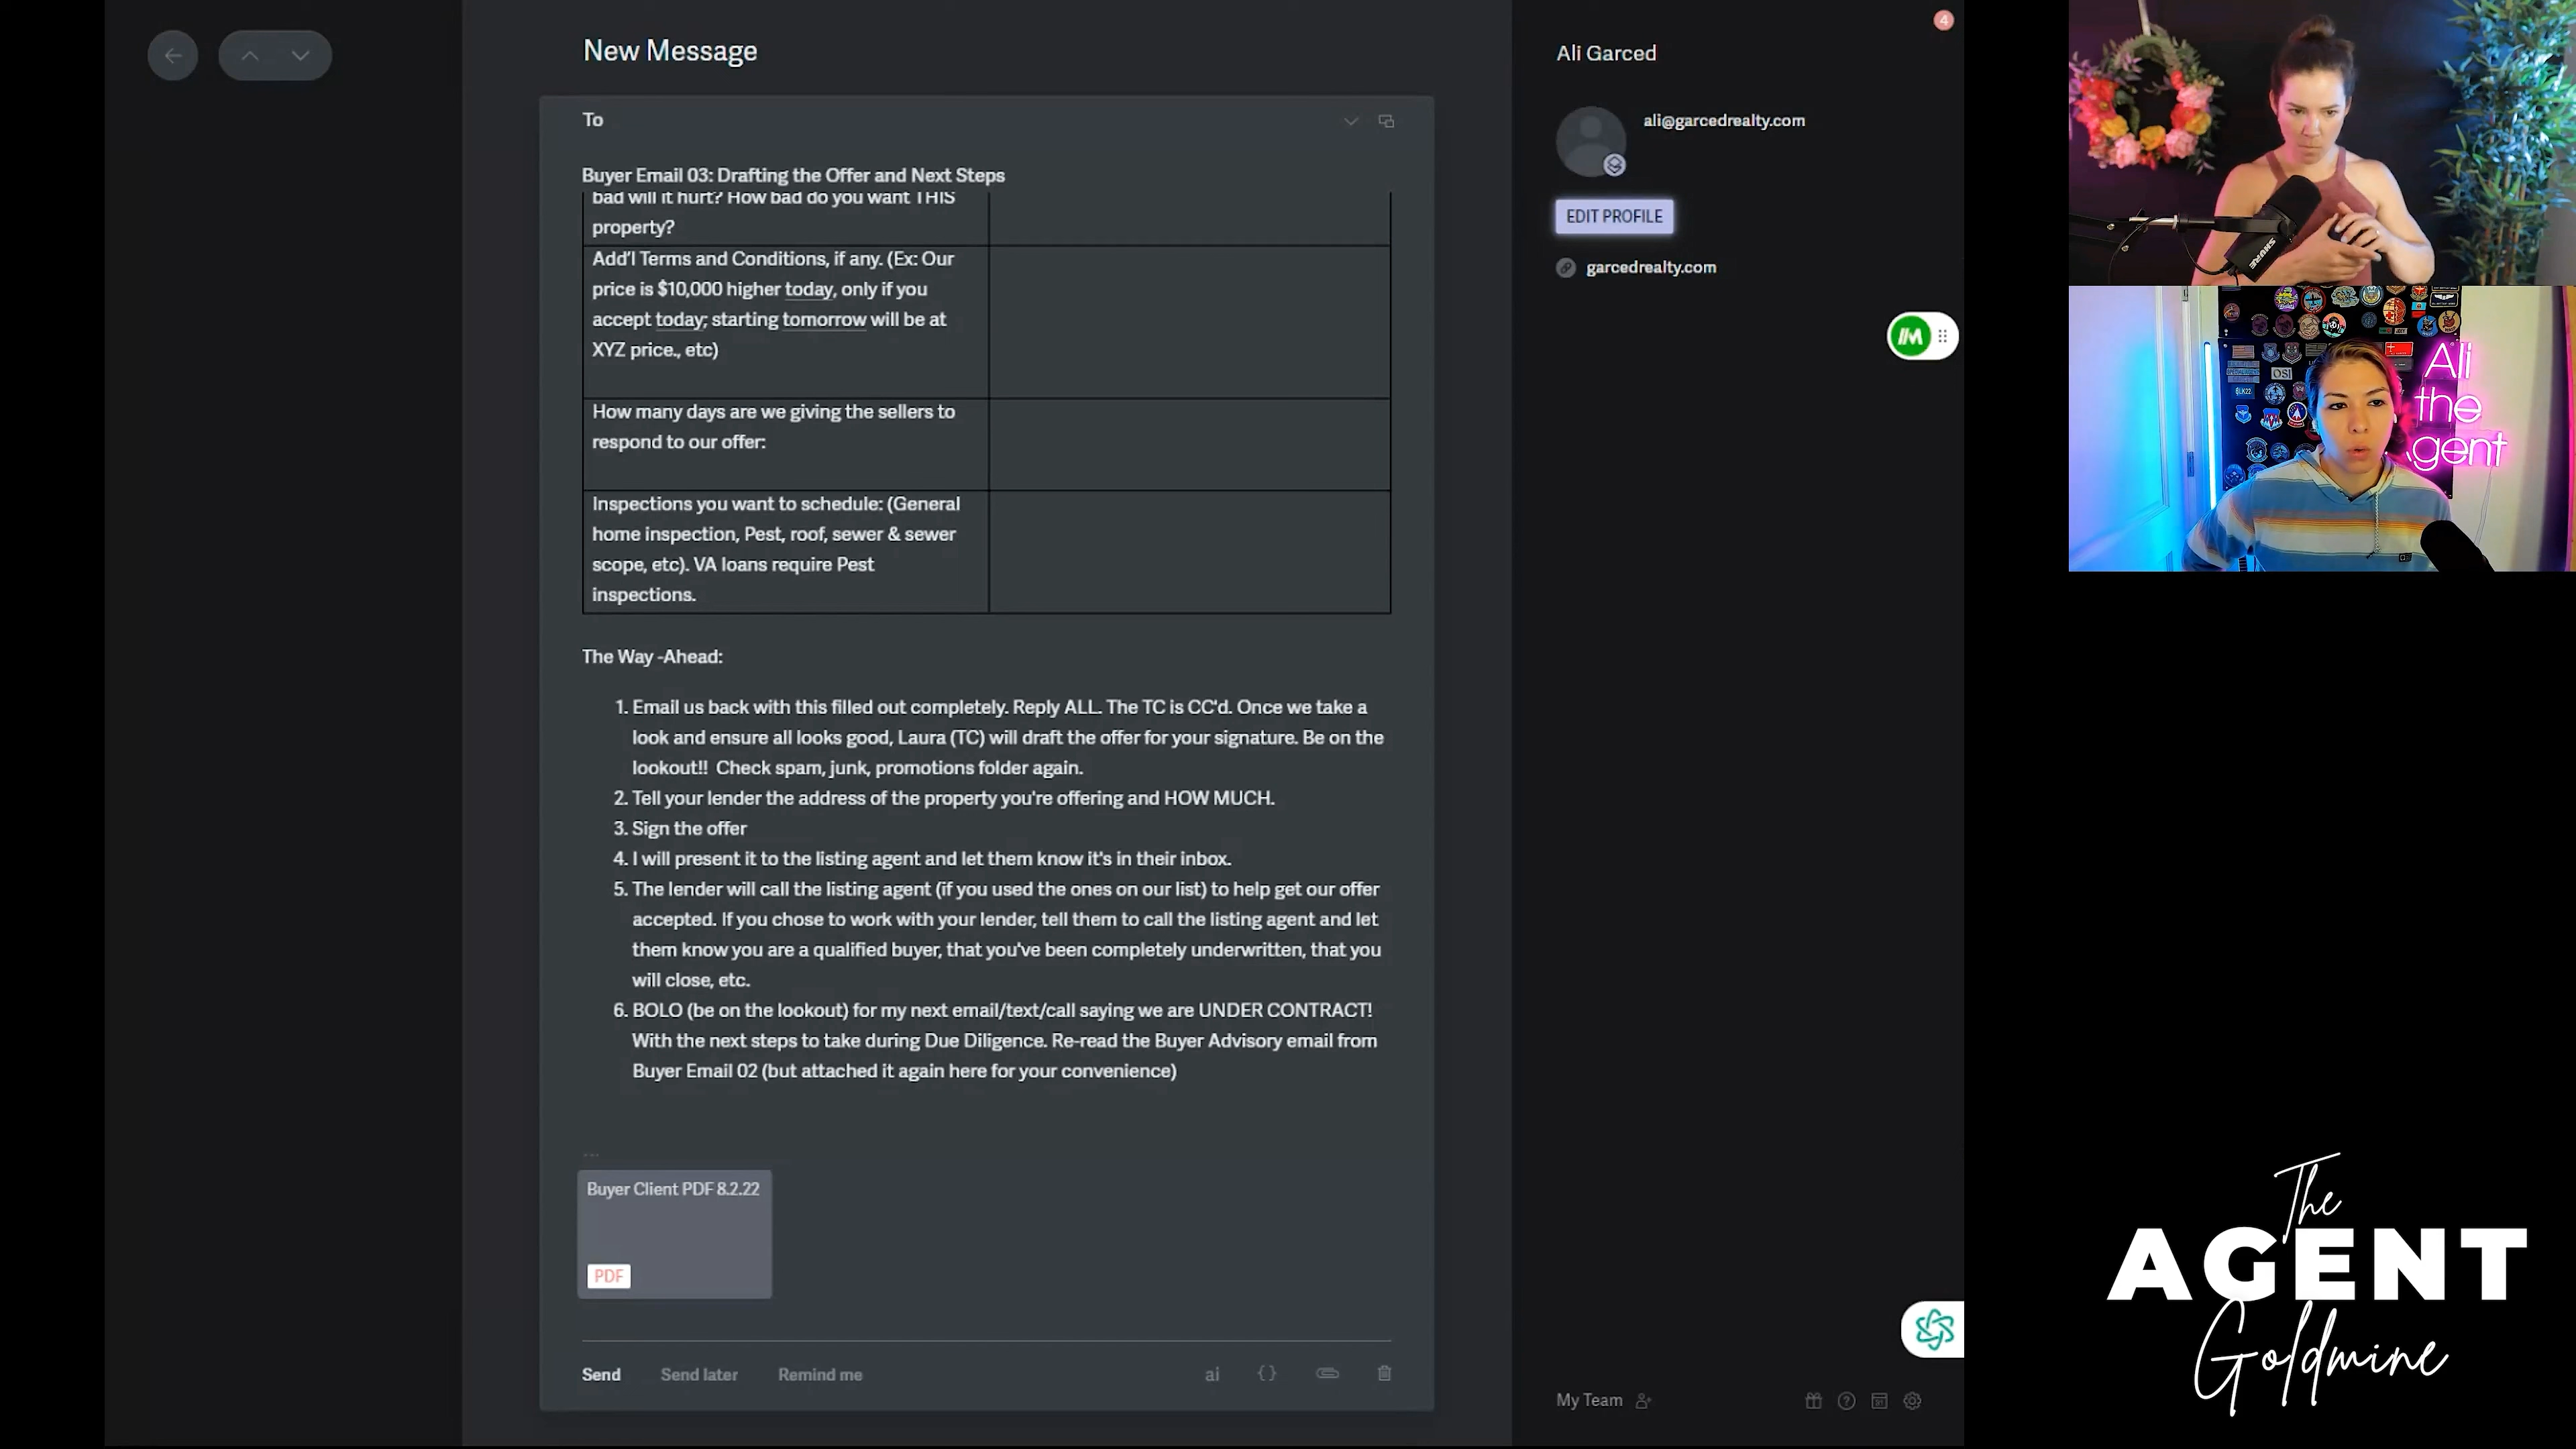 New Message
To
Buyer Email 03: Drafting the Offer and Next Steps
bad will it hurt? How bad do you want THIS
property?
Add'l Terms and Conditions, if any. (Ex: Our
price is $10,000 higher today, only if you
accept today; starting tomorrow will be at
XYZ price., etc)
How many days are we giving the sellers to
respond to our offer:
Inspections you want to schedule: (General
home inspection, Pest, roof, sewer & sewer
scope, etc). VA loans require Pest
inspections.
The Way -Ahead:
1. Email us back with this filled out completely. Reply ALL. The TC is CC'd. Once we take a
look and ensure all looks good, Laura (TC) will draft the offer for your signature. Be on the
lookout!! Check spam, junk, promotions folder again.
2. Tell your lender the address of the property you're offering and HOW MUCH.
3. Sign the offer
4. I will present it to the listing agent and let them know it's in their inbox.
5. The lender will call the listing agent (if you used the ones on our list) to help get our offer
accepted. If you chose to work with your lender, tell them to call the listing agent and let
them know you are a qualified buyer, that you've been completely underwritten, that you
will close, etc.
6. BOLO (be on the lookout) for my next email/text/call saying we are UNDER CONTRACT!
With the next steps to take during Due Diligence. Re-read the Buyer Advisory email from
Buyer Email 02 (but attached it again here for your convenience)
...
Buyer Client PDF 8.2.22
PDF
Send Send later Remind me ai {}
Ali Garced
4
ali@garcedrealty.com
EDIT PROFILE
garcedrealty.com
My Team
SHURE
OSI
Ali
the
agent
The
AGENT
Goldmine